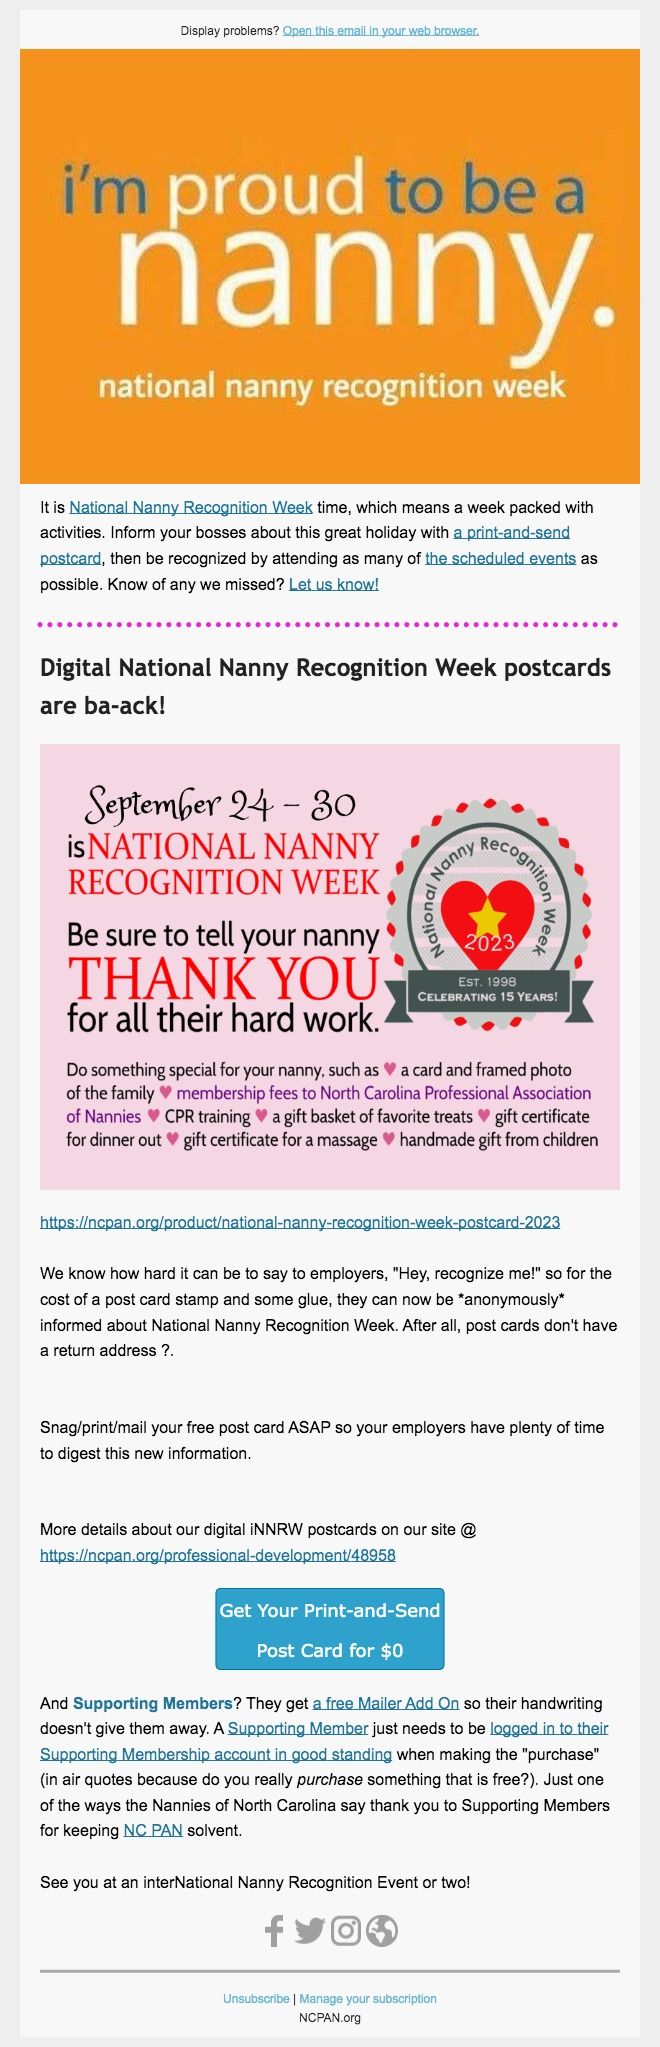 Display problems? Open this email in your web browser.
i'm proud to be a
nanny.
national nanny recognition week
It is National Nanny Recognition Week time, which means a week packed with
activities. Inform your bosses about this great holiday with a print-and-send
postcard, then be recognized by attending as many of the scheduled events as
possible. Know of any we missed? Let us know!
Digital National Nanny Recognition Week postcards
are ba-ack!
September 24 – 30
is NATIONAL NANNY
RECOGNITION WEEK
Be sure to tell your nanny
THANK YOU
for all their hard work.
National Nanny Recognition Week
2023
Est. 1998
Celebrating 15 Years!
Do something special for your nanny, such as ♥ a card and framed photo
of the family ♥ membership fees to North Carolina Professional Association
of Nannies ♥ CPR training ♥ a gift basket of favorite treats ♥ gift certificate
for dinner out ♥ gift certificate for a massage ♥ handmade gift from children
https://ncpan.org/product/national-nanny-recognition-week-postcard-2023
We know how hard it can be to say to employers, "Hey, recognize me!" so for the
cost of a post card stamp and some glue, they can now be *anonymously*
informed about National Nanny Recognition Week. After all, post cards don't have
a return address ?.
Snag/print/mail your free post card ASAP so your employers have plenty of time
to digest this new information.
More details about our digital iNNRW postcards on our site @
https://ncpan.org/professional-development/48958
Get Your Print-and-Send
Post Card for $0
And Supporting Members? They get a free Mailer Add On so their handwriting
doesn't give them away. A Supporting Member just needs to be logged in to their
Supporting Membership account in good standing when making the "purchase"
(in air quotes because do you really purchase something that is free?). Just one
of the ways the Nannies of North Carolina say thank you to Supporting Members
for keeping NC PAN solvent.
See you at an interNational Nanny Recognition Event or two!
Unsubscribe | Manage your subscription
NCPAN.org